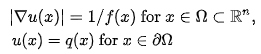 |∇u(x)| = 1/f(x) for x ∈ Ω ⊂ ℝⁿ,
u(x) = q(x) for x ∈ ∂Ω